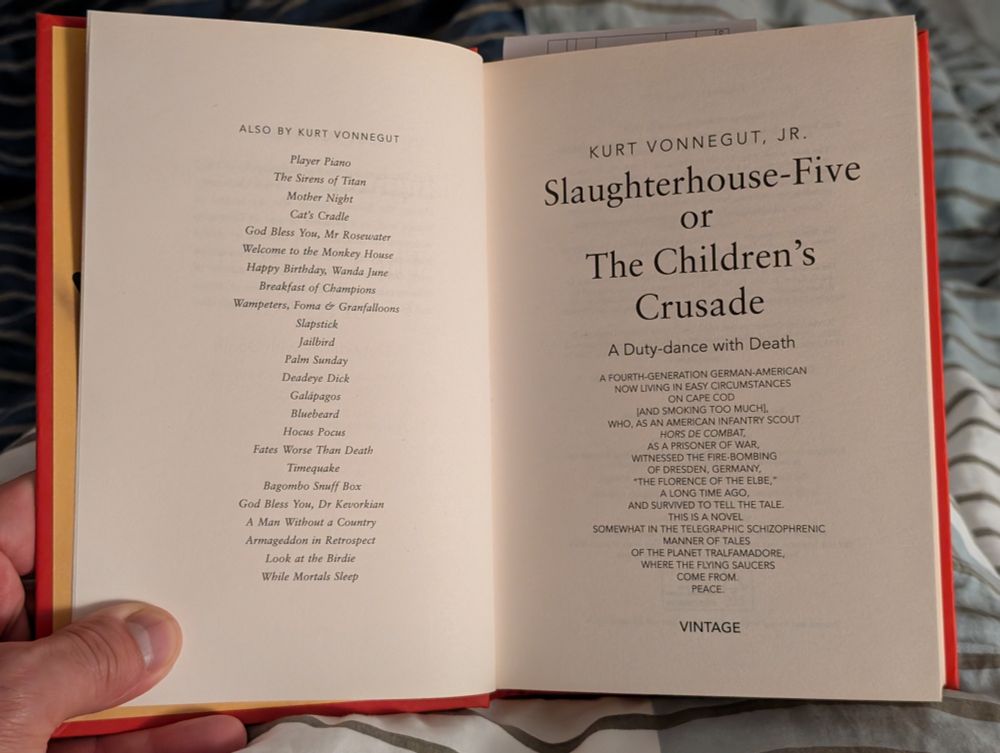 ALSO BY KURT VONNEGUT
Player Piano
The Sirens of Titan
Mother Night
Cat's Cradle
God Bless You, Mr Rosewater
Welcome to the Monkey House
Happy Birthday, Wanda June
Breakfast of Champions
Wampeters, Foma & Granfalloons
Slapstick
Jailbird
Palm Sunday
Deadeye Dick
Galápagos
Bluebeard
Hocus Pocus
Fates Worse Than Death
Timequake
Bagombo Snuff Box
God Bless You, Dr Kevorkian
A Man Without a Country
Armageddon in Retrospect
Look at the Birdie
While Mortals Sleep
KURT VONNEGUT, JR.
Slaughterhouse-Five
or
The Children's
Crusade
A Duty-dance with Death
A FOURTH-GENERATION GERMAN-AMERICAN
NOW LIVING IN EASY CIRCUMSTANCES
ON CAPE COD
[AND SMOKING TOO MUCH],
WHO, AS AN AMERICAN INFANTRY SCOUT
HORS DE COMBAT,
AS A PRISONER OF WAR,
WITNESSED THE FIRE-BOMBING
OF DRESDEN, GERMANY,
"THE FLORENCE OF THE ELBE,"
A LONG TIME AGO,
AND SURVIVED TO TELL THE TALE.
THIS IS A NOVEL
SOMEWHAT IN THE TELEGRAPHIC SCHIZOPHRENIC
MANNER OF TALES
OF THE PLANET TRALFAMADORE,
WHERE THE FLYING SAUCERS
COME FROM.
PEACE.
VINTAGE